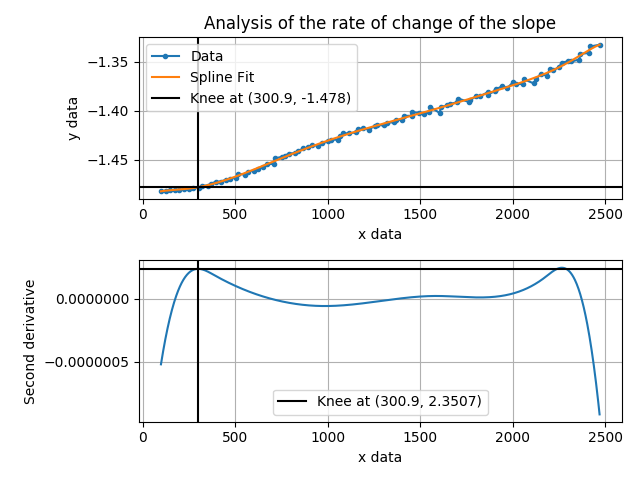 Analysis of the rate of change of the slope
−1.35
−1.40
−1.45
y data
Data
Spline Fit
Knee at (300.9, -1.478)
0 500 1000 1500 2000 2500
x data
0.0000000
−0.0000005
Second derivative
Knee at (300.9, 2.3507)
0 500 1000 1500 2000 2500
x data